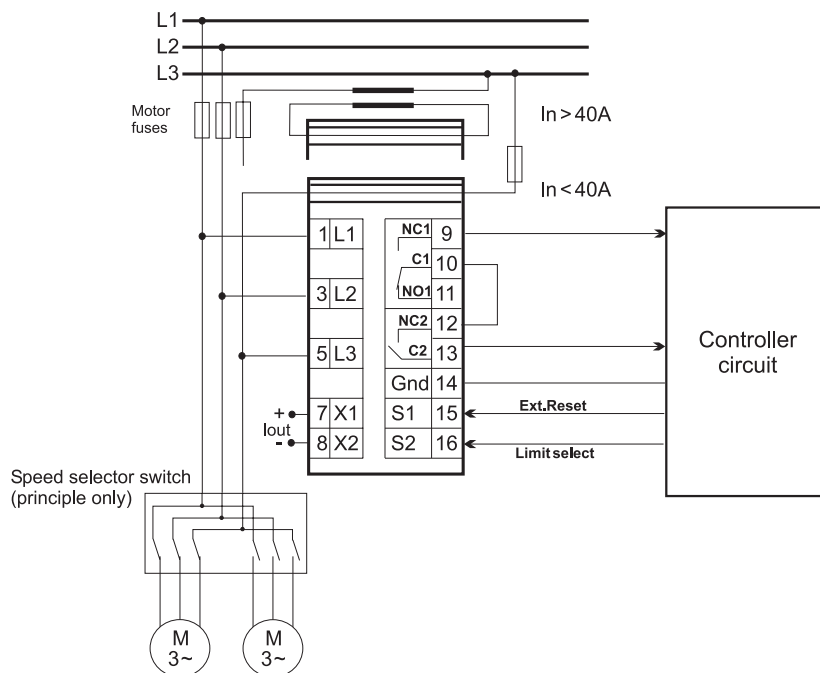 L1
L2
L3
Motor
fuses
In > 40A
In < 40A
1 L1
3 L2
5 L3
+ 7 X1
Iout
- 8 X2
NC1 9
C1 10
NO1 11
NC2 12
C2 13
Gnd 14
S1 15
S2 16
Ext.Reset
Limit select
Controller
circuit
Speed selector switch
(principle only)
M
3~
M
3~